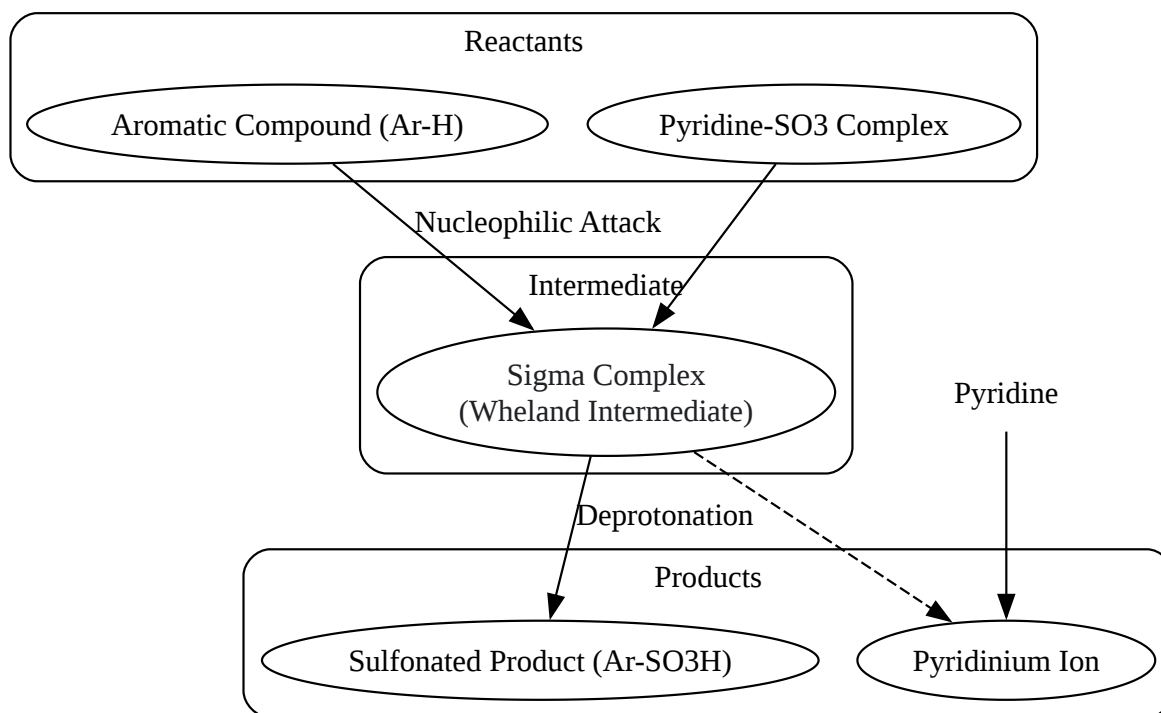 Reactants
Aromatic Compound (Ar-H)
Pyridine-SO3 Complex
Nucleophilic Attack
Intermediate
Sigma Complex
(Wheland Intermediate)
Pyridine
Deprotonation
Products
Sulfonated Product (Ar-SO3H)
Pyridinium Ion